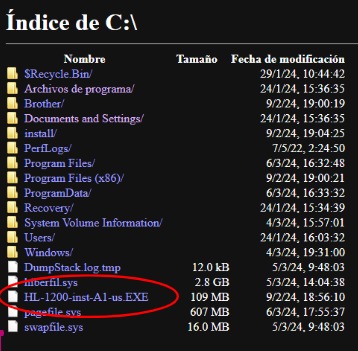 Índice de C:\
Nombre Tamaño Fecha de modificación
$Recycle.Bin/ 29/1/24, 10:44:42
Archivos de programa/ 24/1/24, 15:36:35
Brother/ 9/2/24, 19:00:19
Documents and Settings/ 24/1/24, 15:36:35
install/ 9/2/24, 19:04:25
PerfLogs/ 7/5/22, 2:24:50
Program Files/ 6/3/24, 16:32:48
Program Files (x86)/ 9/2/24, 19:00:21
ProgramData/ 6/3/24, 16:33:32
Recovery/ 24/1/24, 15:34:39
System Volume Information/ 4/3/24, 15:57:01
Users/ 24/1/24, 16:03:32
Windows/ 4/3/24, 19:31:00
DumpStack.log.tmp 12.0 kB 5/3/24, 9:48:03
hiberfil.sys 2.8 GB 5/3/24, 14:04:38
HL-1200-inst-A1-us.EXE 109 MB 9/2/24, 18:56:10
pagefile.sys 607 MB 6/3/24, 17:55:37
swapfile.sys 16.0 MB 5/3/24, 9:48:03